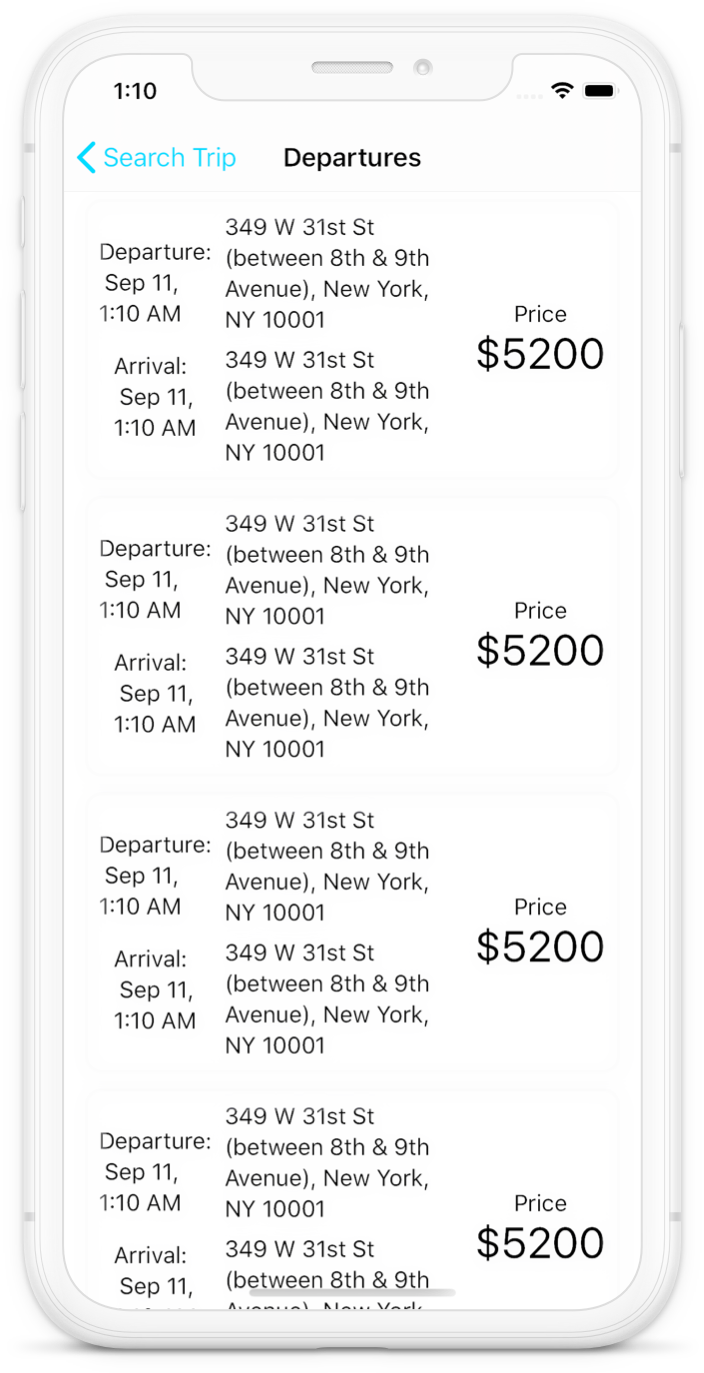 1:10
Search Trip
Departures
Departure:
Sep 11,
1:10 AM
349 W 31st St
(between 8th & 9th
Avenue), New York,
NY 10001
Arrival:
Sep 11,
1:10 AM
349 W 31st St
(between 8th & 9th
Avenue), New York,
NY 10001
Price
$5200
Departure:
Sep 11,
1:10 AM
349 W 31st St
(between 8th & 9th
Avenue), New York,
NY 10001
Arrival:
Sep 11,
1:10 AM
349 W 31st St
(between 8th & 9th
Avenue), New York,
NY 10001
Price
$5200
Departure:
Sep 11,
1:10 AM
349 W 31st St
(between 8th & 9th
Avenue), New York,
NY 10001
Arrival:
Sep 11,
1:10 AM
349 W 31st St
(between 8th & 9th
Avenue), New York,
NY 10001
Price
$5200
Departure:
Sep 11,
1:10 AM
349 W 31st St
(between 8th & 9th
Avenue), New York,
NY 10001
Arrival:
Sep 11,
349 W 31st St
(between 8th & 9th
Avenue), New York,
Price
$5200